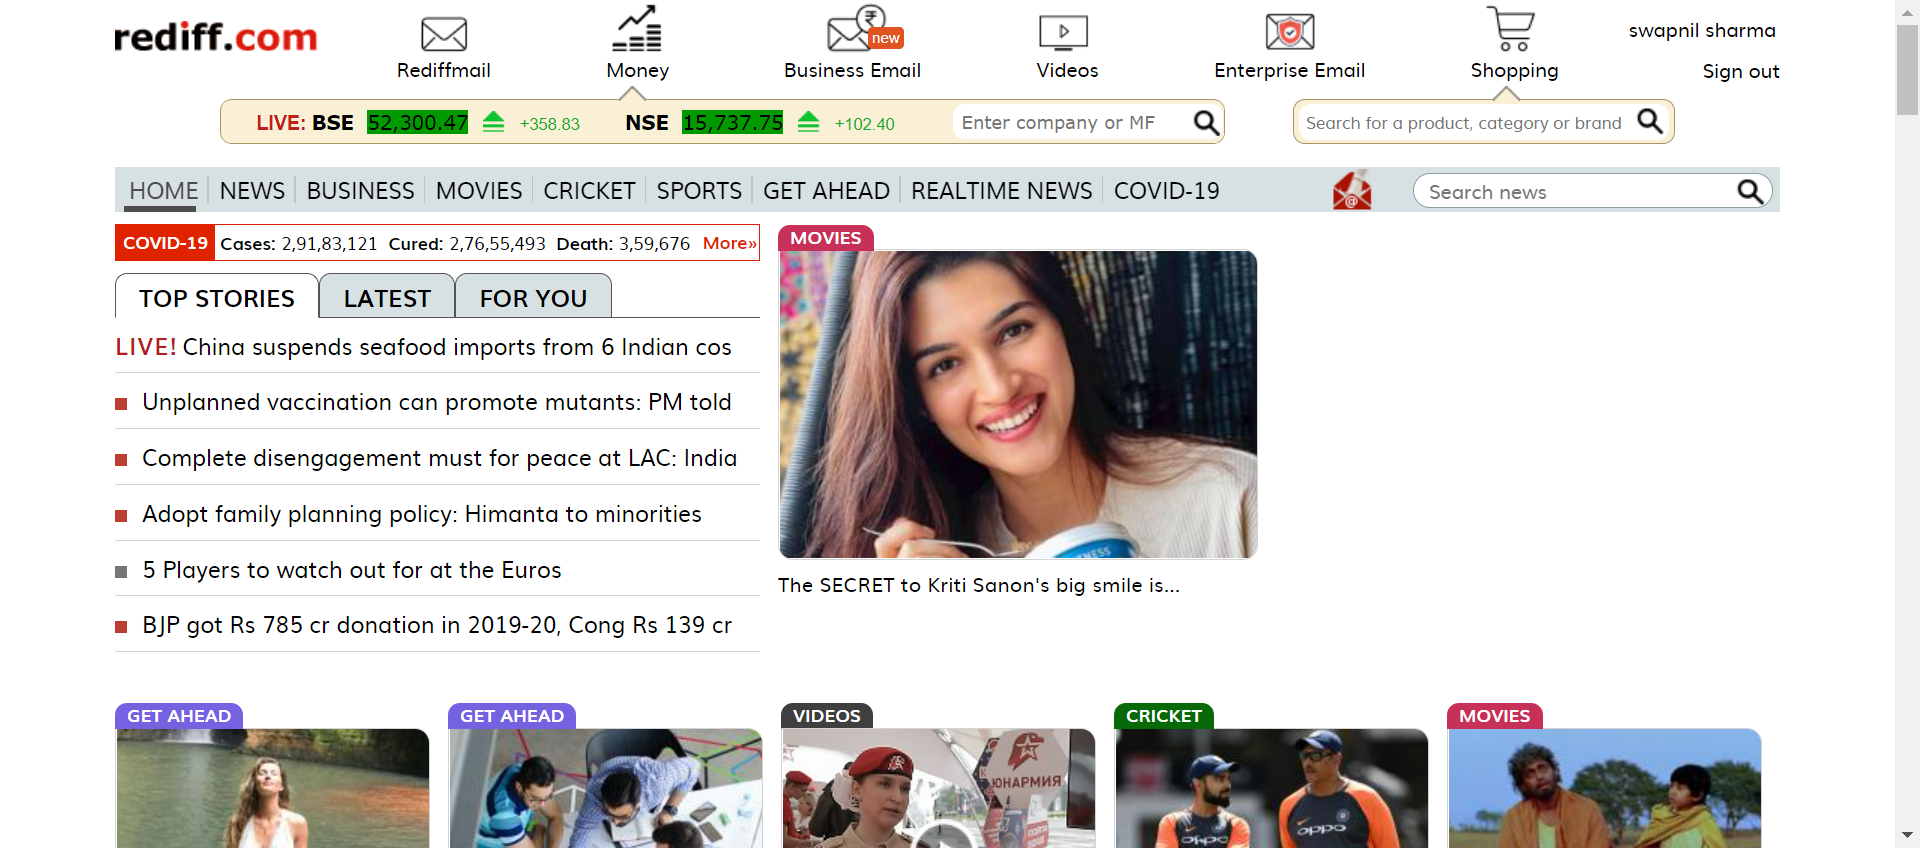 rediff.com
Rediffmail
Money
new
Business Email
Videos
Enterprise Email
Shopping
swapnil sharma
Sign out
LIVE: BSE 52,300.47 +358.83 NSE 15,737.75 +102.40 Enter company or MF
Search for a product, category or brand
HOME NEWS BUSINESS MOVIES CRICKET SPORTS GET AHEAD REALTIME NEWS COVID-19
@
Search news
COVID-19 Cases: 2,91,83,121 Cured: 2,76,55,493 Death: 3,59,676 More»
TOP STORIES LATEST FOR YOU
LIVE! China suspends seafood imports from 6 Indian cos
Unplanned vaccination can promote mutants: PM told
Complete disengagement must for peace at LAC: India
Adopt family planning policy: Himanta to minorities
5 Players to watch out for at the Euros
BJP got Rs 785 cr donation in 2019-20, Cong Rs 139 cr
MOVIES
The SECRET to Kriti Sanon's big smile is...
GET AHEAD
GET AHEAD
VIDEOS
ЮНАРМИЯ
CRICKET
oppo
oppo
MOVIES